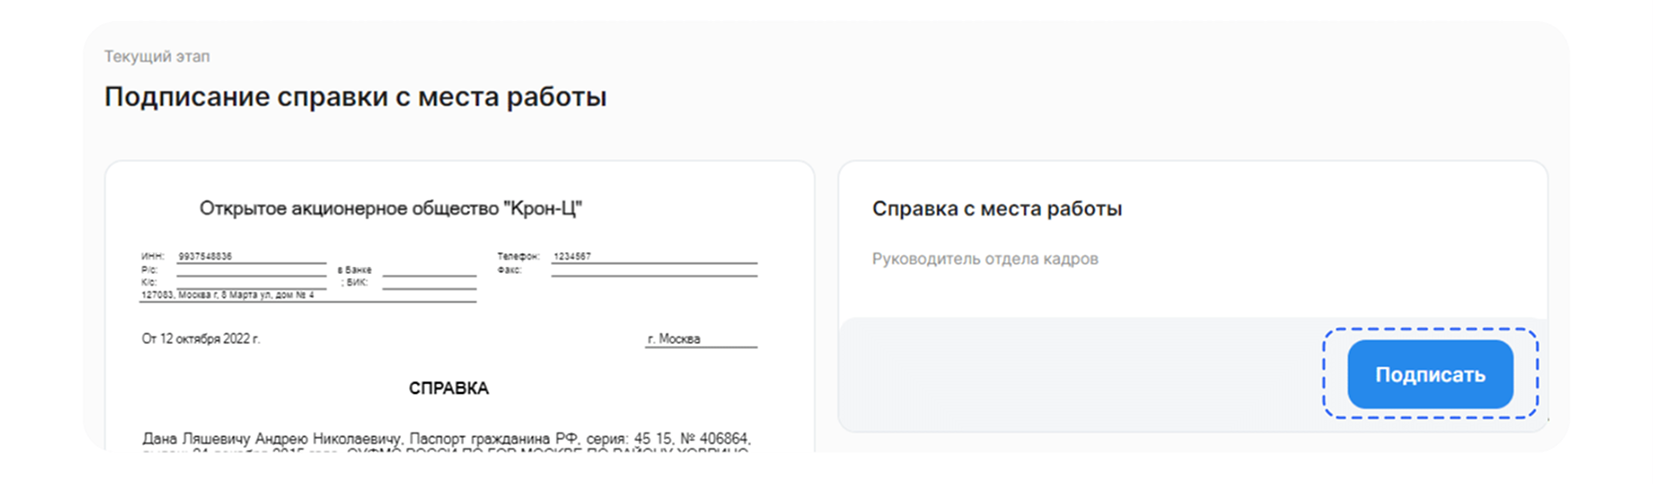 Текущий этап
Подписание справки с места работы
Открытое акционерное общество "Крон-Ц"
ИНН: 9937548836 Телефон: 1234567
Р/с: в Банке Факс:
К/с: ; БИК:
127083, Москва г, 8 Марта ул, дом № 4
От 12 октября 2022 г. г. Москва
СПРАВКА
Дана Ляшевичу Андрею Николаевичу, Паспорт гражданина РФ, серия: 45 15, № 406864,
Справка с места работы
Руководитель отдела кадров
Подписать